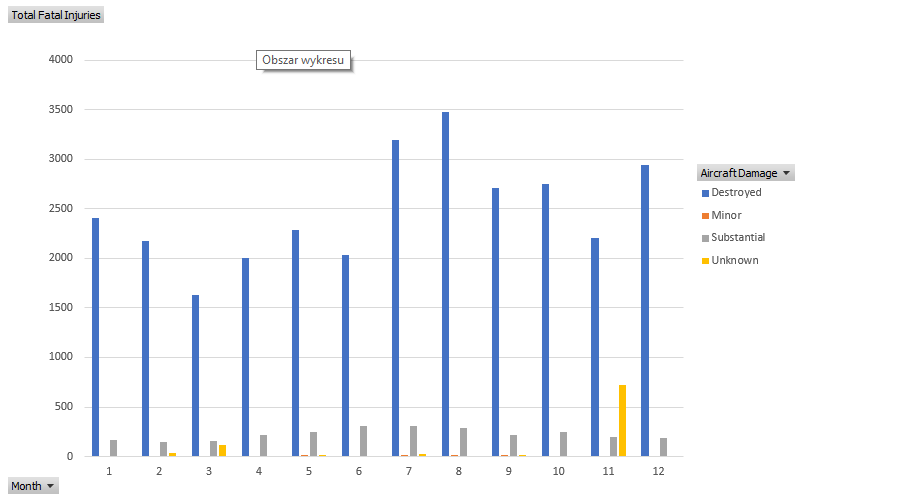 Total Fatal Injuries
Obszar wykresu
4000
3500
3000
2500
2000
1500
1000
500
0
1 2 3 4 5 6 7 8 9 10 11 12
Month
Aircraft Damage
Destroyed
Minor
Substantial
Unknown